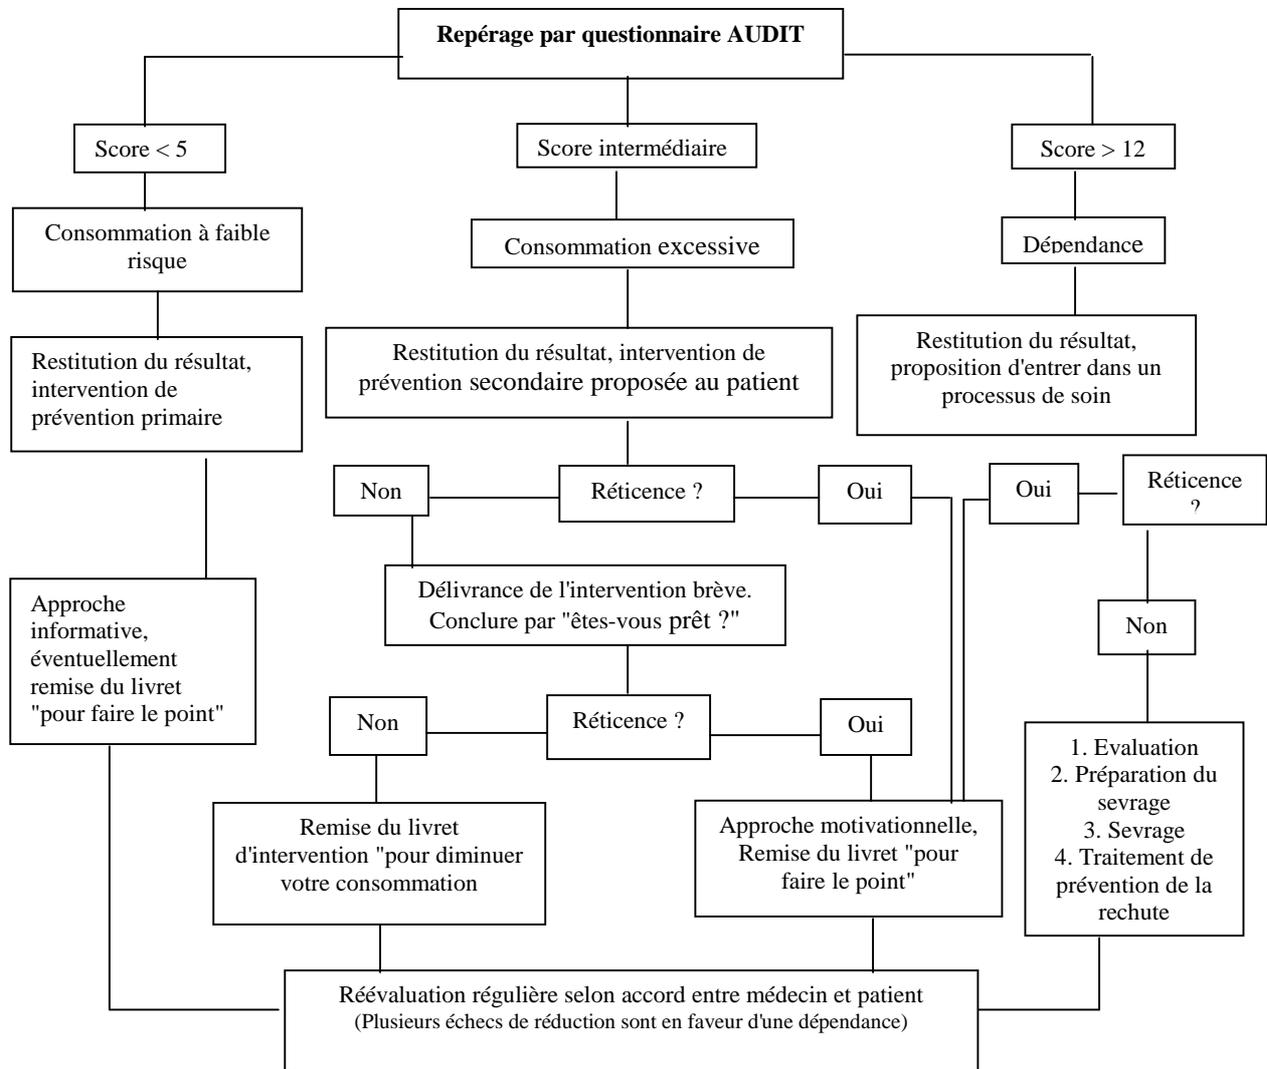 Repérage par questionnaire AUDIT
Score < 5
Score intermédiaire
Score > 12
Consommation à faible
risque
Consommation excessive
Dépendance
Restitution du résultat,
intervention de
prévention primaire
Restitution du résultat, intervention de
prévention secondaire proposée au patient
Restitution du résultat,
proposition d'entrer dans un
processus de soin
Non
Réticence ?
Oui
Oui
Réticence
?
Délivrance de l'intervention brève.
Conclure par "êtes-vous prêt ?"
Approche
informative,
éventuellement
remise du livret
"pour faire le point"
Non
Non
Réticence ?
Oui
1. Evaluation
2. Préparation du
sevrage
3. Sevrage
4. Traitement de
prévention de la
rechute
Remise du livret
d'intervention "pour diminuer
votre consommation
Approche motivationnelle,
Remise du livret "pour
faire le point"
Réévaluation régulière selon accord entre médecin et patient
(Plusieurs échecs de réduction sont en faveur d'une dépendance)